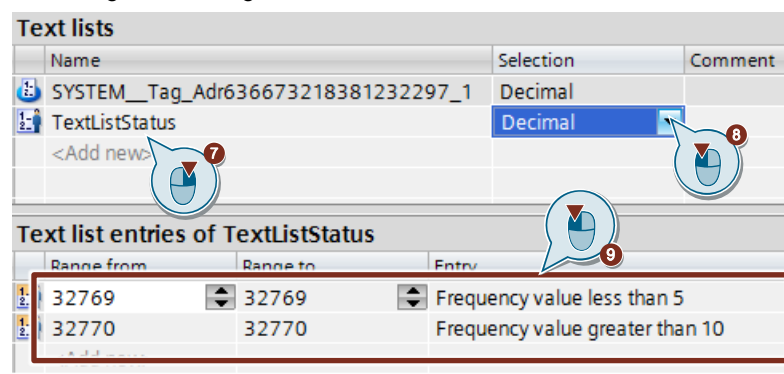 Text lists
Name Selection Comment
SYSTEM__Tag_Adr636673218381232297_1 Decimal
TextListStatus Decimal
<Add new>
7
8
Text list entries of TextListStatus
9
Range from Range to Entry
32769 32769 Frequency value less than 5
32770 32770 Frequency value greater than 10
<Add new>